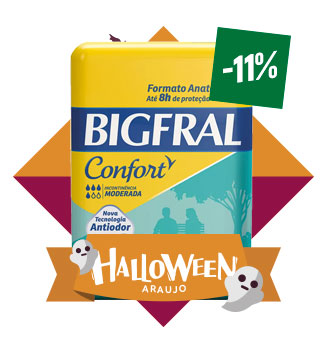 -11%
Formato Anat
Até 8h de proteção
BIGFRAL
Confort
INCONTINÊNCIA
MODERADA
Nova
Tecnologia
Antiodor
HALLOWEEN
ARAUJO